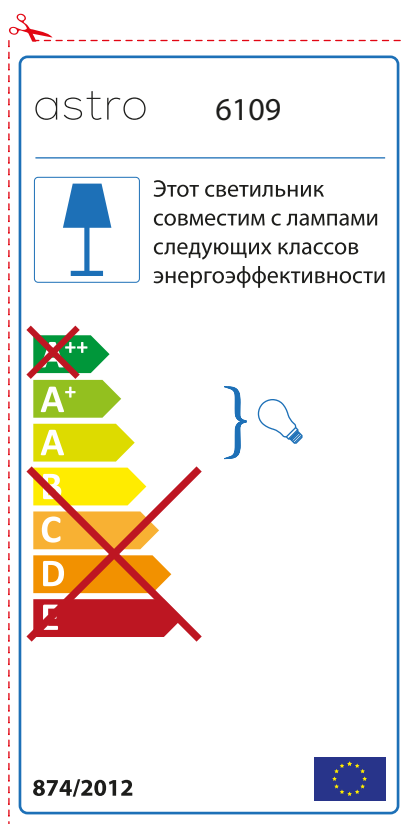 astro 6109
Этот светильник
совместим с лампами
следующих классов
энергоэффективности
A++
A+
A
B
C
D
E
874/2012